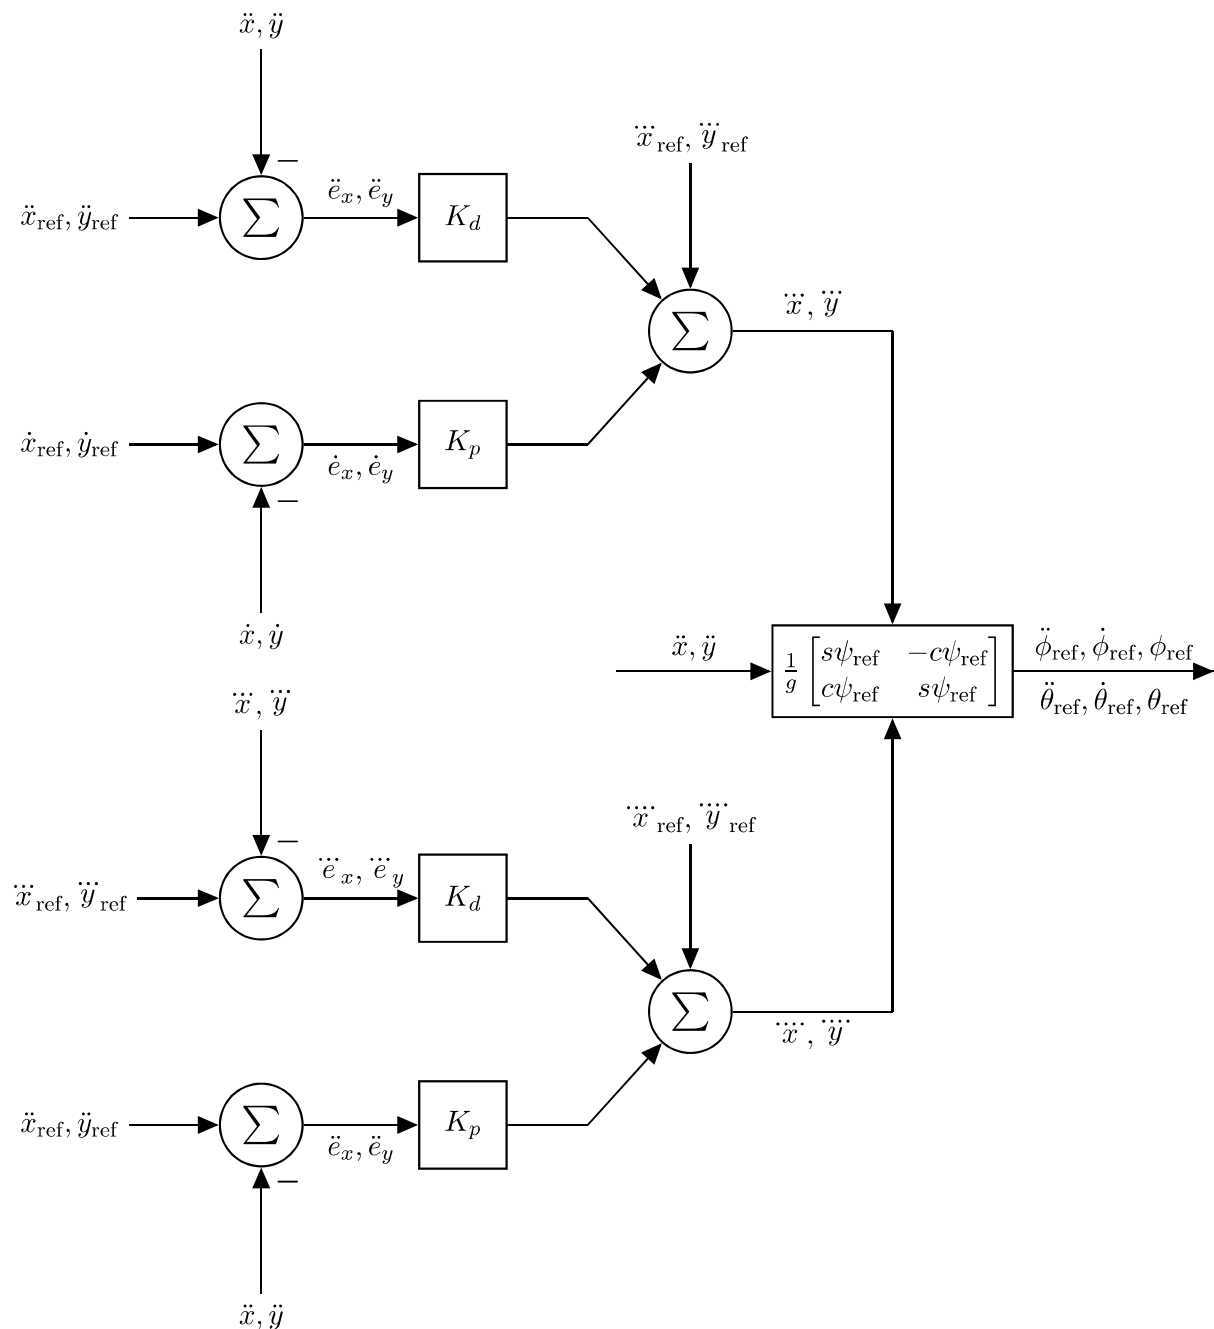 ẍ, ÿ
x⃛_ref, y⃛_ref
−
ë_x, ë_y
ẍ_ref, ÿ_ref
∑
K_d
x⃛, y⃛
∑
ẋ_ref, ẏ_ref
∑
K_p
ė_x, ė_y
−
ẋ, ẏ
ẍ, ÿ
1/g [sψ_ref −cψ_ref
cψ_ref sψ_ref]
ϕ̈_ref, ϕ̇_ref, ϕ_ref
θ̈_ref, θ̇_ref, θ_ref
x⃛, y⃛
x⃜_ref, y⃜_ref
−
e⃛_x, e⃛_y
x⃛_ref, y⃛_ref
∑
K_d
∑
x⃜, y⃜
ẍ_ref, ÿ_ref
∑
K_p
ë_x, ë_y
−
ẍ, ÿ